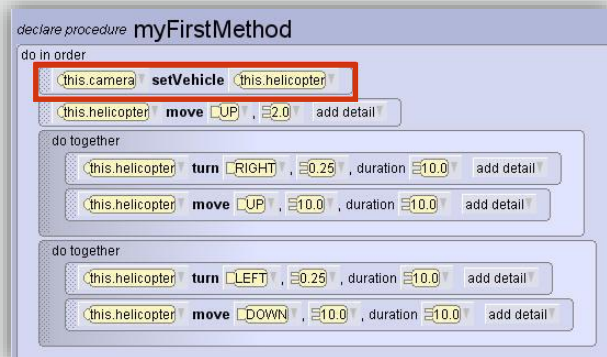 declare procedure myFirstMethod
do in order
this.camera setVehicle this.helicopter
this.helicopter move UP , 2.0 add detail
do together
this.helicopter turn RIGHT , 0.25 , duration 10.0 add detail
this.helicopter move UP , 10.0 , duration 10.0 add detail
do together
this.helicopter turn LEFT , 0.25 , duration 10.0 add detail
this.helicopter move DOWN , 10.0 , duration 10.0 add detail